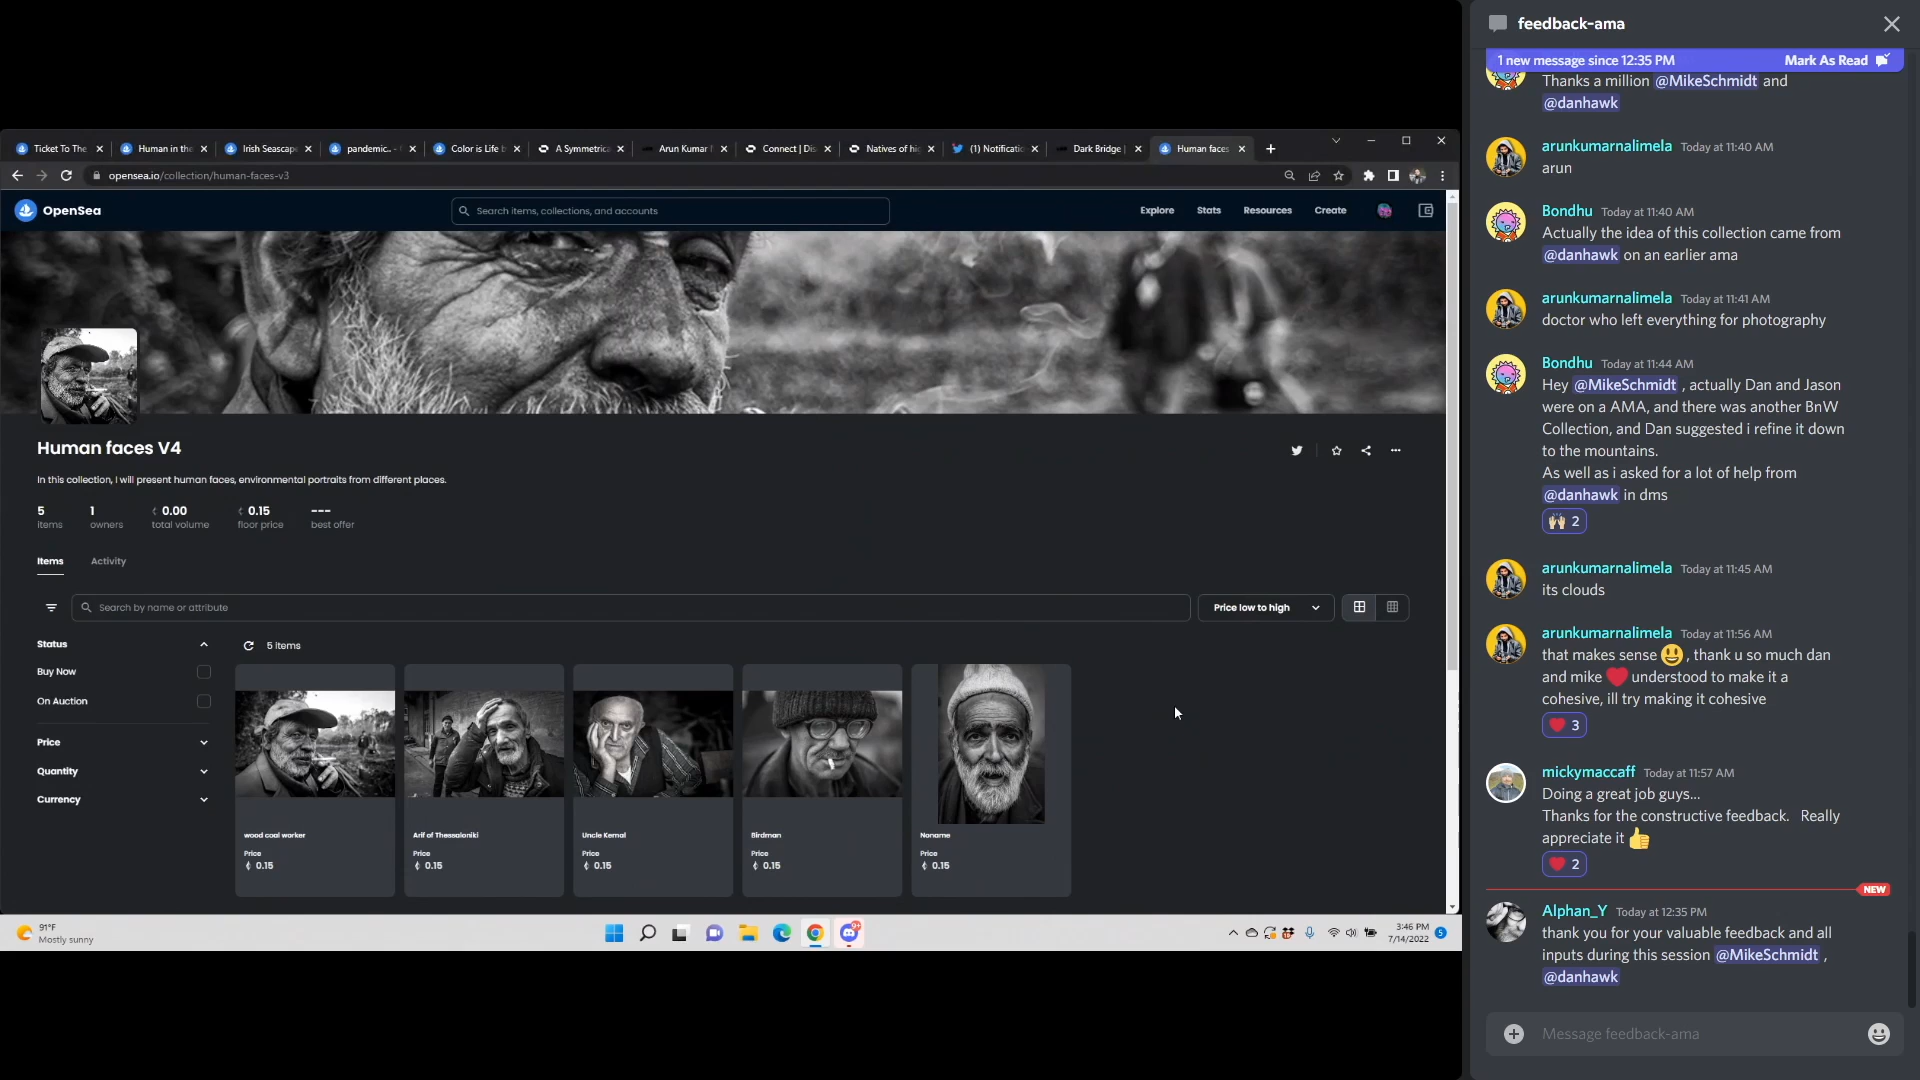 Ticket To The
Human in the
Irish Seascape
pandemic.. -
Color is Life b
A Symmetrica
Arun Kumar
Connect | Dis
Natives of hig
(1) Notificatio
Dark Bridge |
Human faces
opensea.io/collection/human-faces-v3
OpenSea
Search items, collections, and accounts
Explore
Stats
Resources
Create
Human faces V4
In this collection, I will present human faces, environmental portraits from different places.
5
items
1
owners
0.00
total volume
0.15
floor price
---
best offer
Items
Activity
Search by name or attribute
Price low to high
Status
Buy Now
On Auction
Price
Quantity
Currency
5 items
wood coal worker
Price
0.15
Arif of Thessaloniki
Price
0.15
Uncle Kemal
Price
0.15
Birdman
Price
0.15
Noname
Price
0.15
91°F
Mostly sunny
9+
3:46 PM
7/14/2022
5
feedback-ama
1 new message since 12:35 PM
Mark As Read
Thanks a million @MikeSchmidt and
@danhawk
arunkumarnalimela Today at 11:40 AM
arun
Bondhu Today at 11:40 AM
Actually the idea of this collection came from
@danhawk on an earlier ama
arunkumarnalimela Today at 11:41 AM
doctor who left everything for photography
Bondhu Today at 11:44 AM
Hey @MikeSchmidt , actually Dan and Jason
were on a AMA, and there was another BnW
Collection, and Dan suggested i refine it down
to the mountains.
As well as i asked for a lot of help from
@danhawk in dms
2
arunkumarnalimela Today at 11:45 AM
its clouds
arunkumarnalimela Today at 11:56 AM
that makes sense 😃 , thank u so much dan
and mike ❤️ understood to make it a
cohesive, ill try making it cohesive
3
mickymaccaff Today at 11:57 AM
Doing a great job guys...
Thanks for the constructive feedback. Really
appreciate it 👍
2
NEW
Alphan_Y Today at 12:35 PM
thank you for your valuable feedback and all
inputs during this session @MikeSchmidt ,
@danhawk
Message feedback-ama